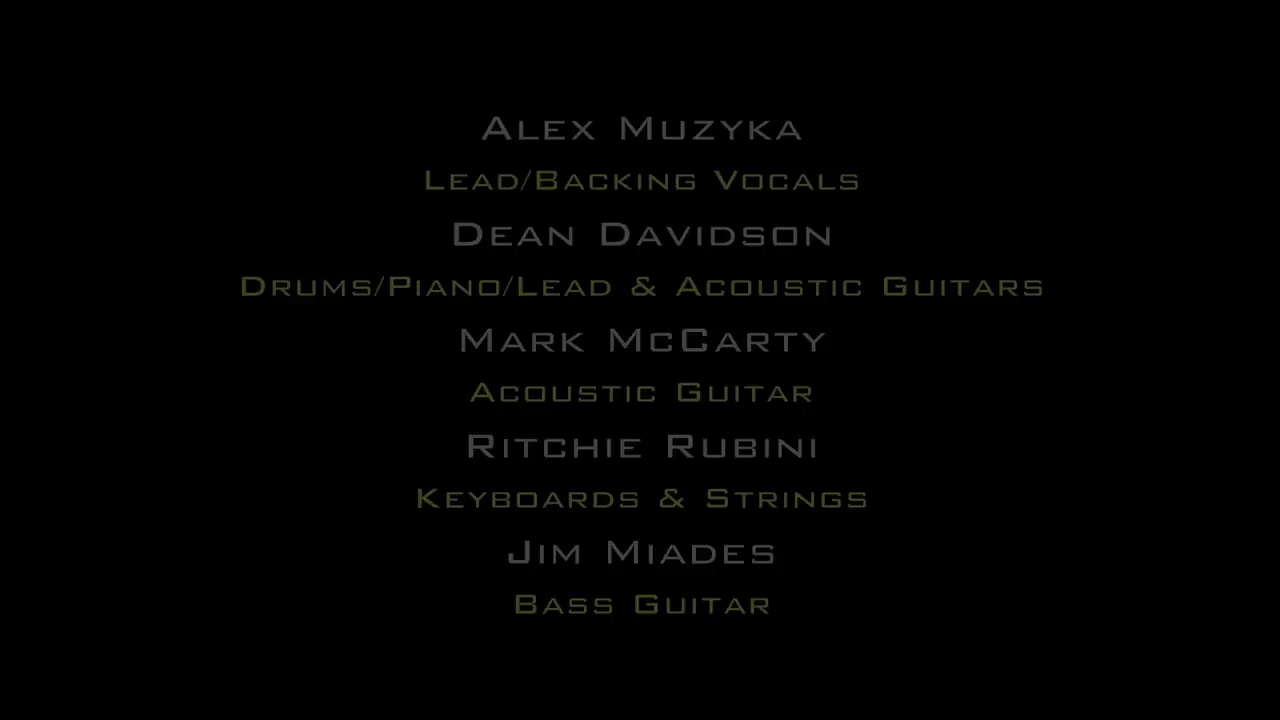 Alex Muzyka
Lead/Backing Vocals
Dean Davidson
Drums/Piano/Lead & Acoustic Guitars
Mark McCarty
Acoustic Guitar
Ritchie Rubini
Keyboards & Strings
Jim Miades
Bass Guitar